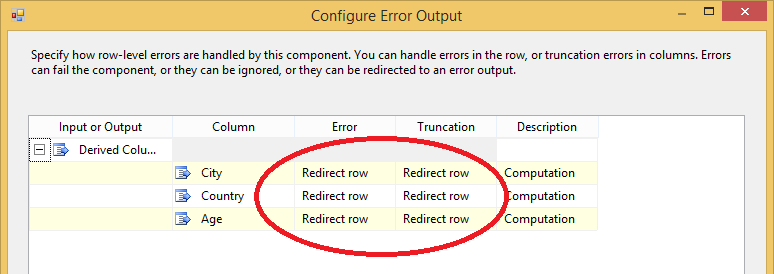 Configure Error Output
Specify how row-level errors are handled by this component. You can handle errors in the row, or truncation errors in columns. Errors
can fail the component, or they can be ignored, or they can be redirected to an error output.
Input or Output Column Error Truncation Description
Derived Colu...
City Redirect row Redirect row Computation
Country Redirect row Redirect row Computation
Age Redirect row Redirect row Computation